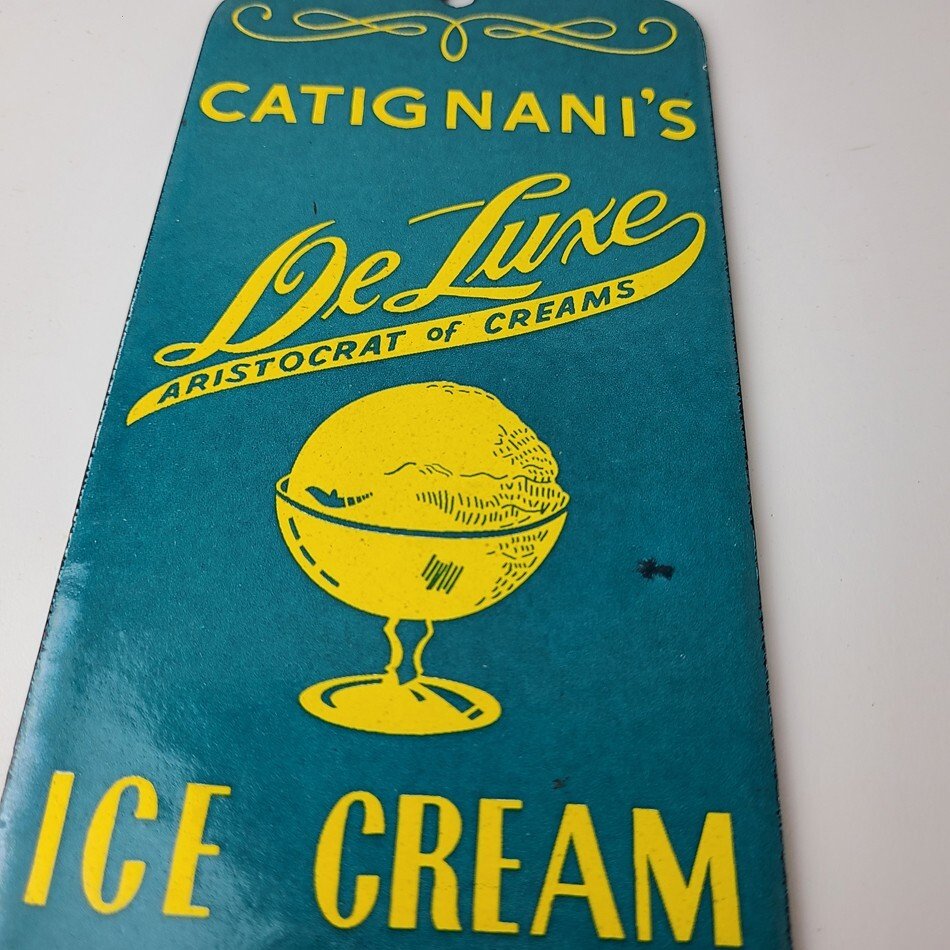 CATIGNANI'S
De Luxe
ARISTOCRAT of CREAMS
ICE CREAM